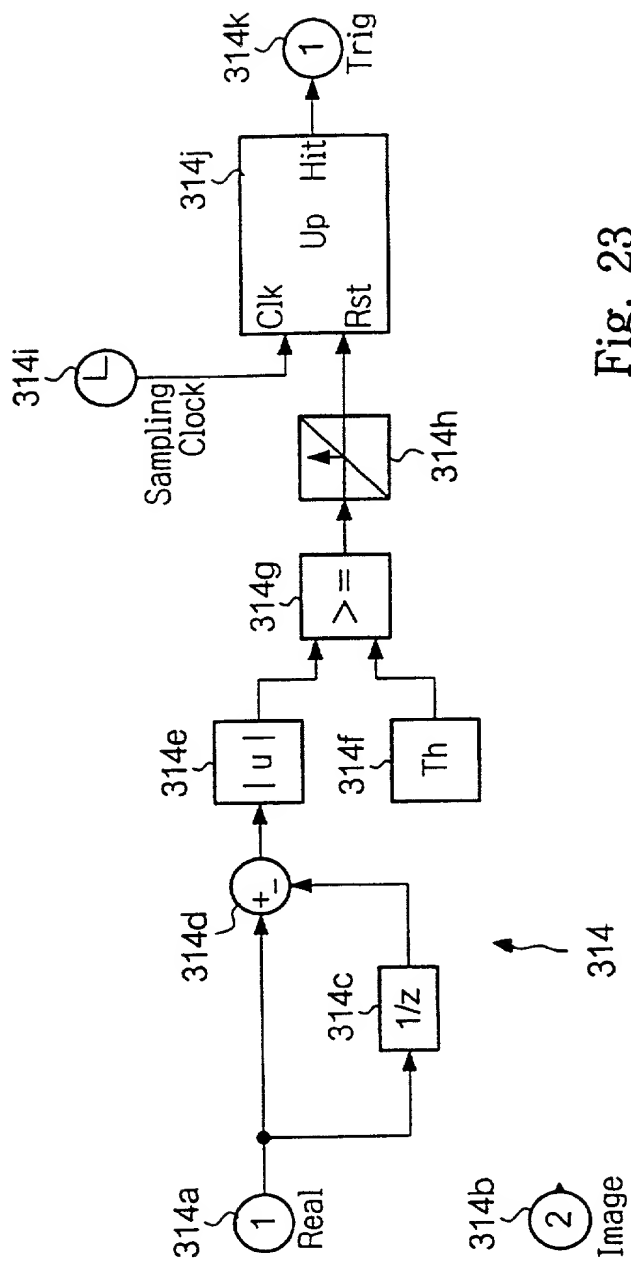 314a
1
Real
314b
2
Image
314c
1/z
314d
+
−
314
314e
|u|
314f
Th
314g
>=
314h
314i
Sampling
Clock
314j
Clk
Up
Hit
Rst
314k
1
Trig
Fig. 23